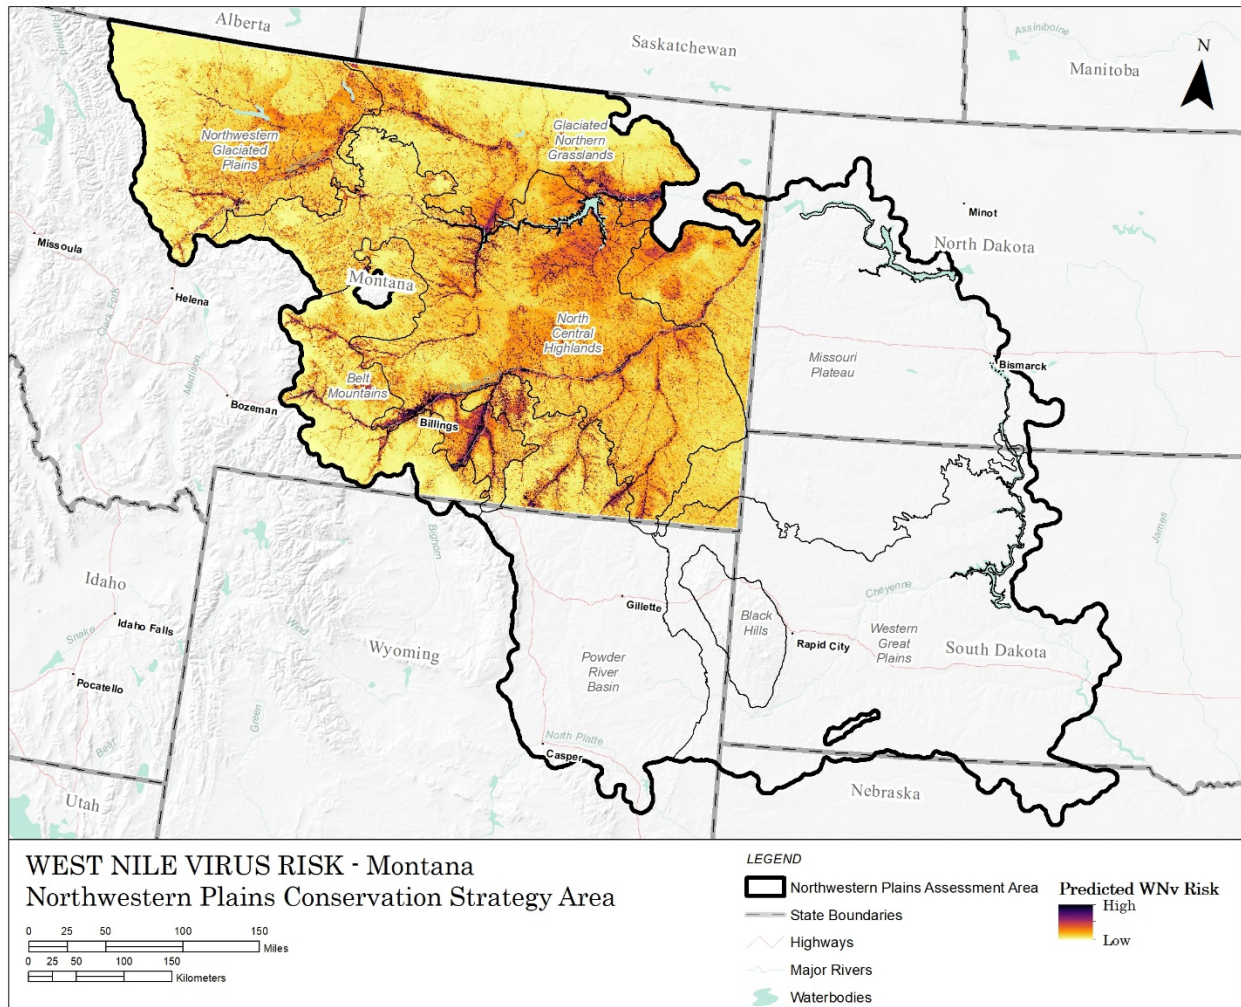 Alberta
Saskatchewan
Assiniboine
Manitoba
N
Flathead
Northwestern
Glaciated
Plains
Glaciated
Northern
Grasslands
Minot
North Dakota
Missoula
Montana
Helena
Clark Fork
Madison
North
Central
Highlands
Missouri
Plateau
Bismarck
Belt
Mountains
Bozeman
Billings
Bighorn
James
Idaho
Cheyenne
Gillette
Black
Hills
Idaho Falls
Snake
Wind
Wyoming
Rapid City
Western
Great
Plains
South Dakota
Powder
River
Basin
Pocatello
Green
Bear
North Platte
Casper
Utah
Nebraska
WEST NILE VIRUS RISK - Montana
Northwestern Plains Conservation Strategy Area
0 25 50 100 150
Miles
0 25 50 100 150
Kilometers
LEGEND
Northwestern Plains Assessment Area
State Boundaries
Highways
Major Rivers
Waterbodies
Predicted WNv Risk
High
Low